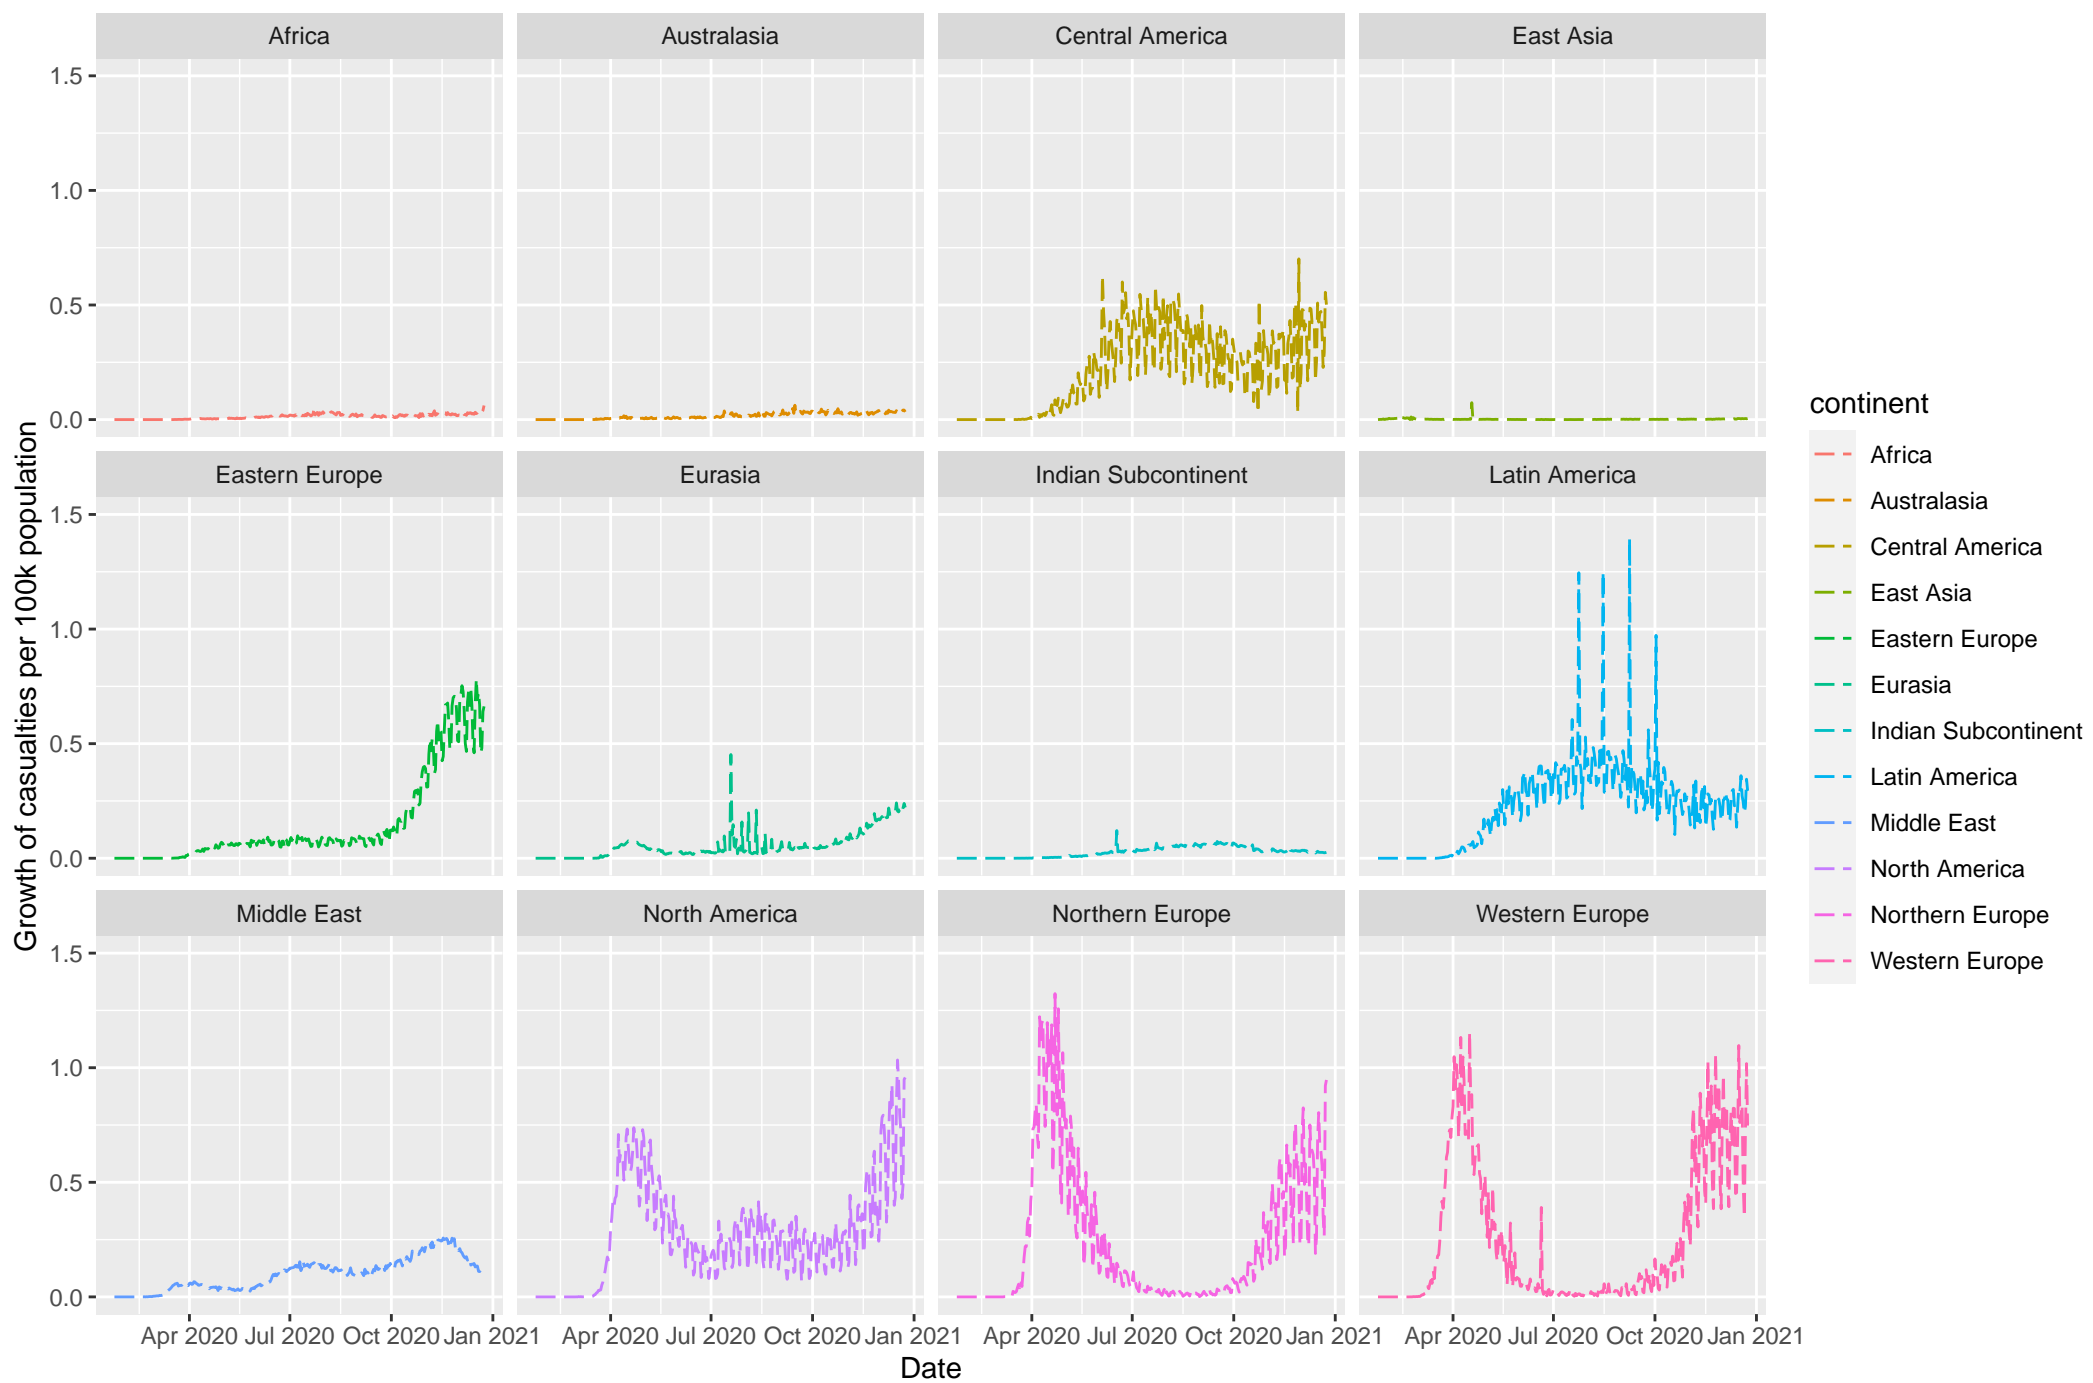 Africa
Australasia
Central America
East Asia
1.5
1.0
0.5
0.0
Eastern Europe
Eurasia
Indian Subcontinent
Latin America
1.5
1.0
0.5
0.0
Middle East
North America
Northern Europe
Western Europe
1.5
1.0
0.5
0.0
Apr 2020 Jul 2020 Oct 2020 Jan 2021
Apr 2020 Jul 2020 Oct 2020 Jan 2021
Apr 2020 Jul 2020 Oct 2020 Jan 2021
Apr 2020 Jul 2020 Oct 2020 Jan 2021
Date
Growth of casualties per 100k population
continent
Africa
Australasia
Central America
East Asia
Eastern Europe
Eurasia
Indian Subcontinent
Latin America
Middle East
North America
Northern Europe
Western Europe